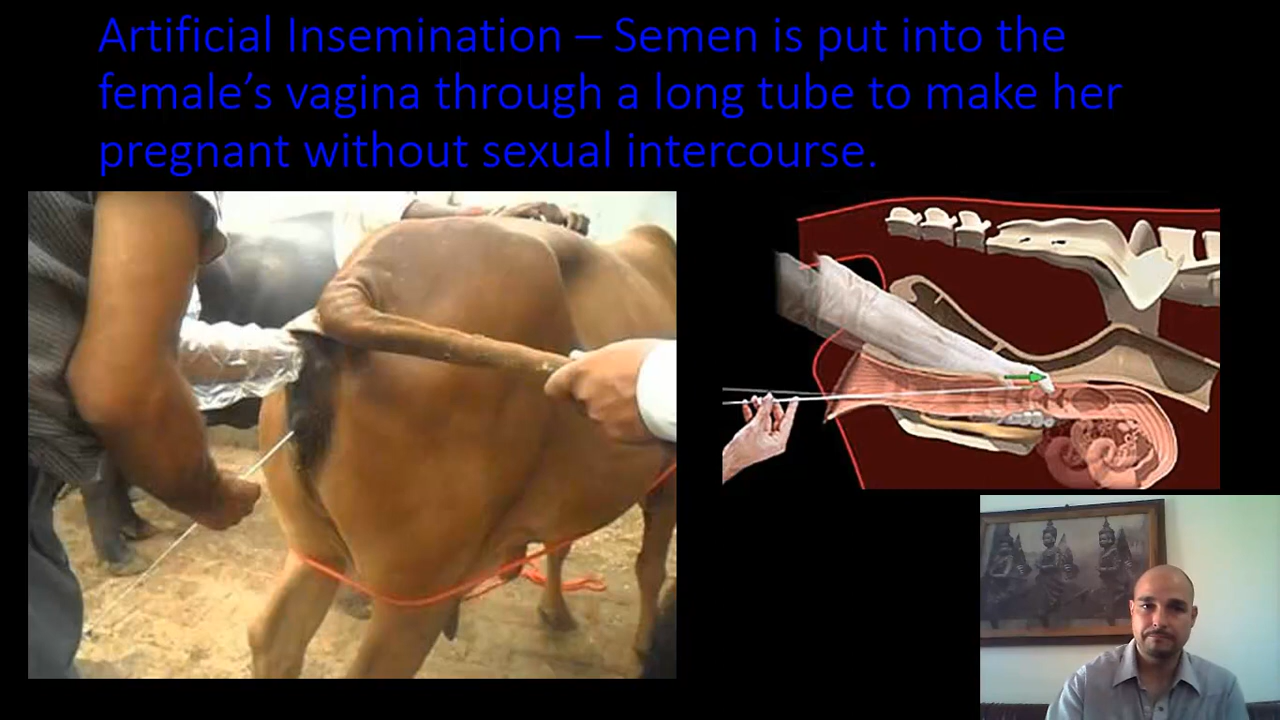 Artificial Insemination – Semen is put into the
female’s vagina through a long tube to make her
pregnant without sexual intercourse.